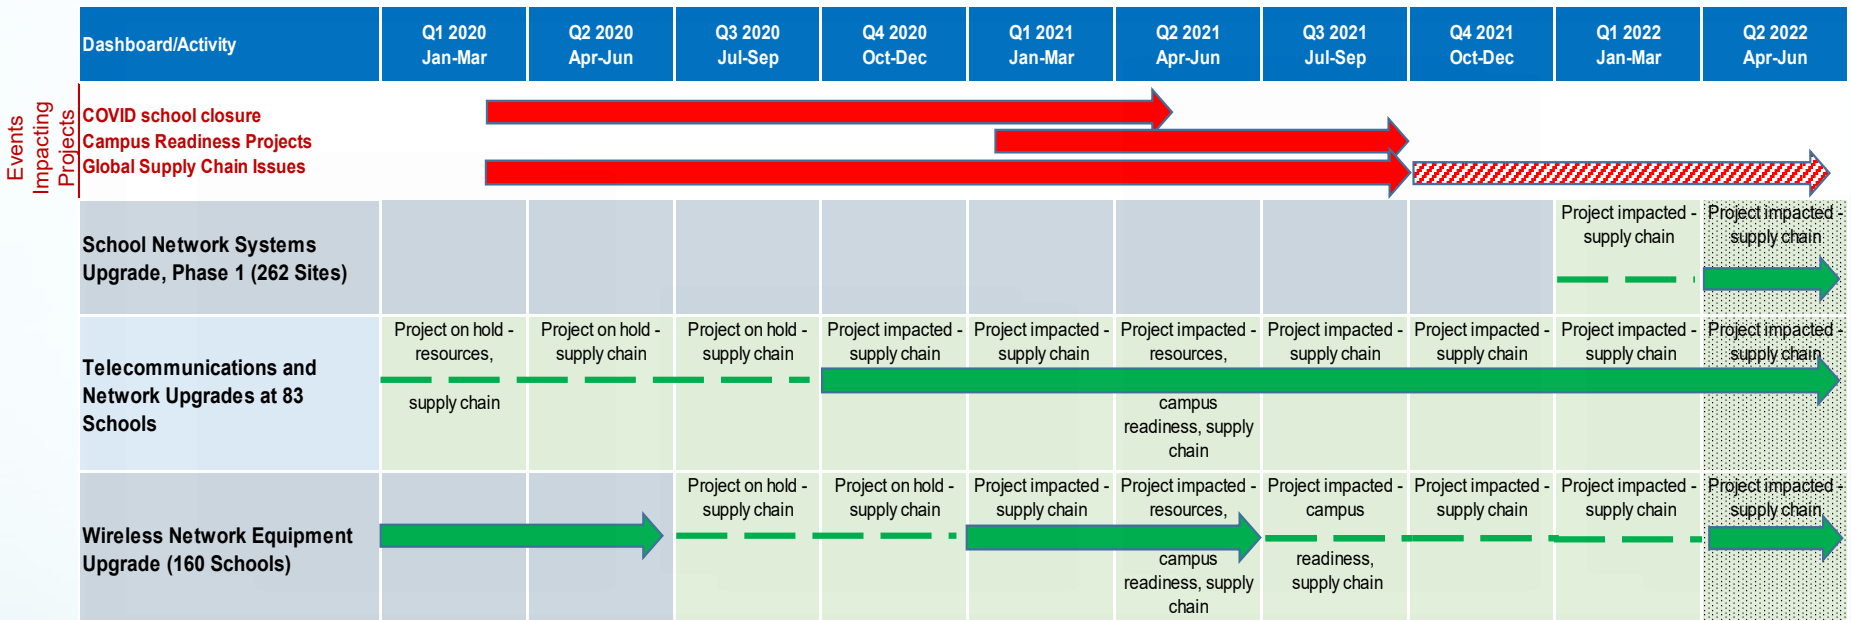 Dashboard/Activity
Q1 2020
Jan-Mar
Q2 2020
Apr-Jun
Q3 2020
Jul-Sep
Q4 2020
Oct-Dec
Q1 2021
Jan-Mar
Q2 2021
Apr-Jun
Q3 2021
Jul-Sep
Q4 2021
Oct-Dec
Q1 2022
Jan-Mar
Q2 2022
Apr-Jun
Events
Impacting
Projects
COVID school closure
Campus Readiness Projects
Global Supply Chain Issues
School Network Systems
Upgrade, Phase 1 (262 Sites)
Project impacted -
supply chain
Project impacted -
supply chain
Telecommunications and
Network Upgrades at 83
Schools
Project on hold -
resources,
supply chain
Project on hold -
supply chain
Project on hold -
supply chain
Project impacted -
supply chain
Project impacted -
supply chain
Project impacted -
resources,
campus
readiness, supply
chain
Project impacted -
supply chain
Project impacted -
supply chain
Project impacted -
supply chain
Project impacted -
supply chain
Wireless Network Equipment
Upgrade (160 Schools)
Project on hold -
supply chain
Project on hold -
supply chain
Project impacted -
supply chain
Project impacted -
resources,
campus
readiness, supply
chain
Project impacted -
campus
readiness,
supply chain
Project impacted -
supply chain
Project impacted -
supply chain
Project impacted -
supply chain